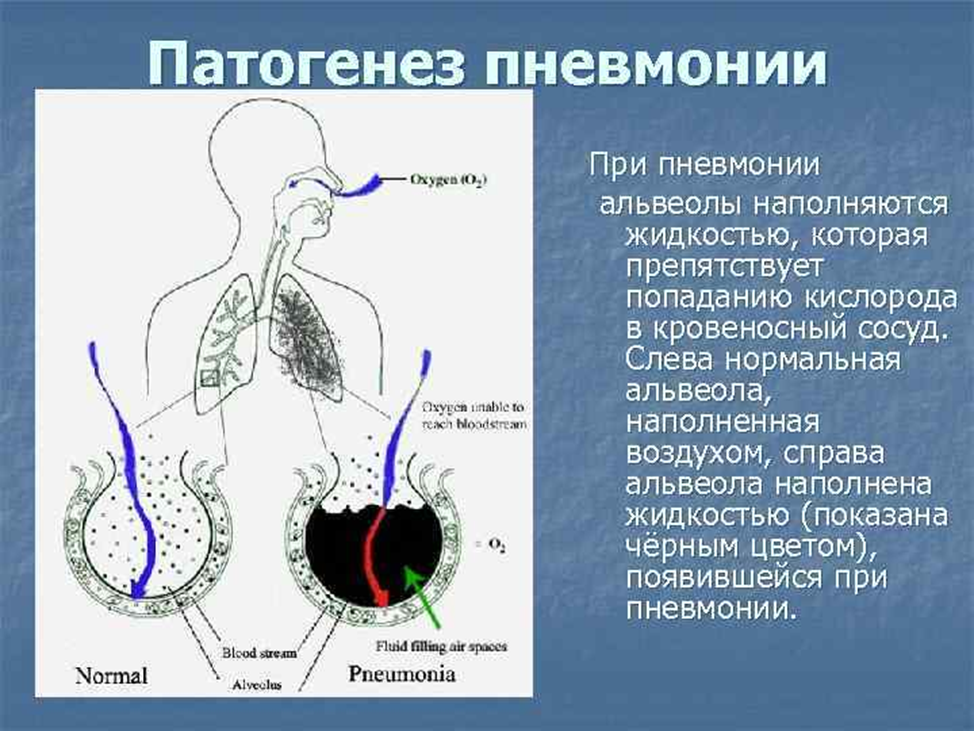 Патогенез пневмонии
Oxygen (O2)
Oxygen unable to
reach bloodstream
= O2
Blood stream
Fluid filling air spaces
Normal
Alveolus
Pneumonia
При пневмонии
альвеолы наполняются
жидкостью, которая
препятствует
попаданию кислорода
в кровеносный сосуд.
Слева нормальная
альвеола,
наполненная
воздухом, справа
альвеола наполнена
жидкостью (показана
чёрным цветом),
появившейся при
пневмонии.